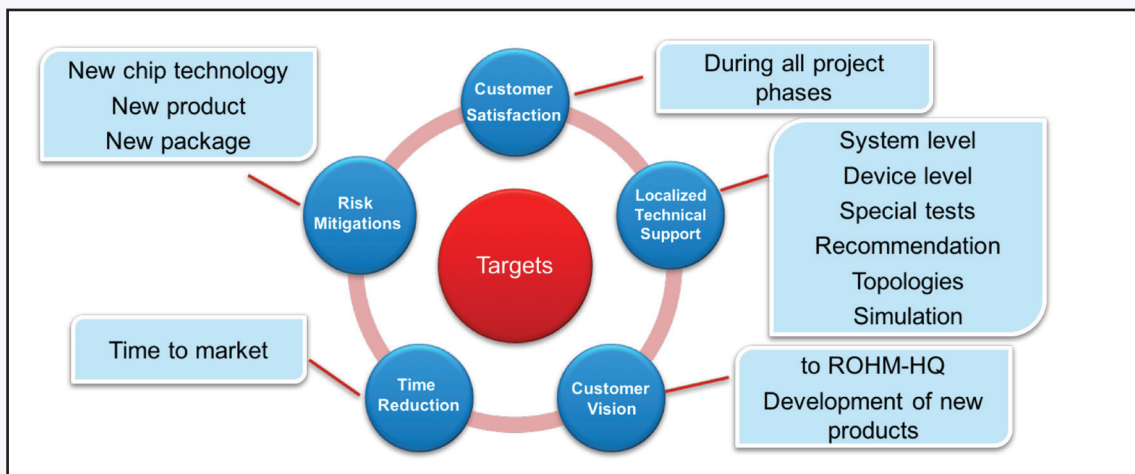 New chip technology
New product
New package
Customer
Satisfaction
During all project
phases
Risk
Mitigations
Localized
Technical
Support
System level
Device level
Special tests
Recommendation
Topologies
Simulation
Targets
Time to market
Time
Reduction
Customer
Vision
to ROHM-HQ
Development of new
products